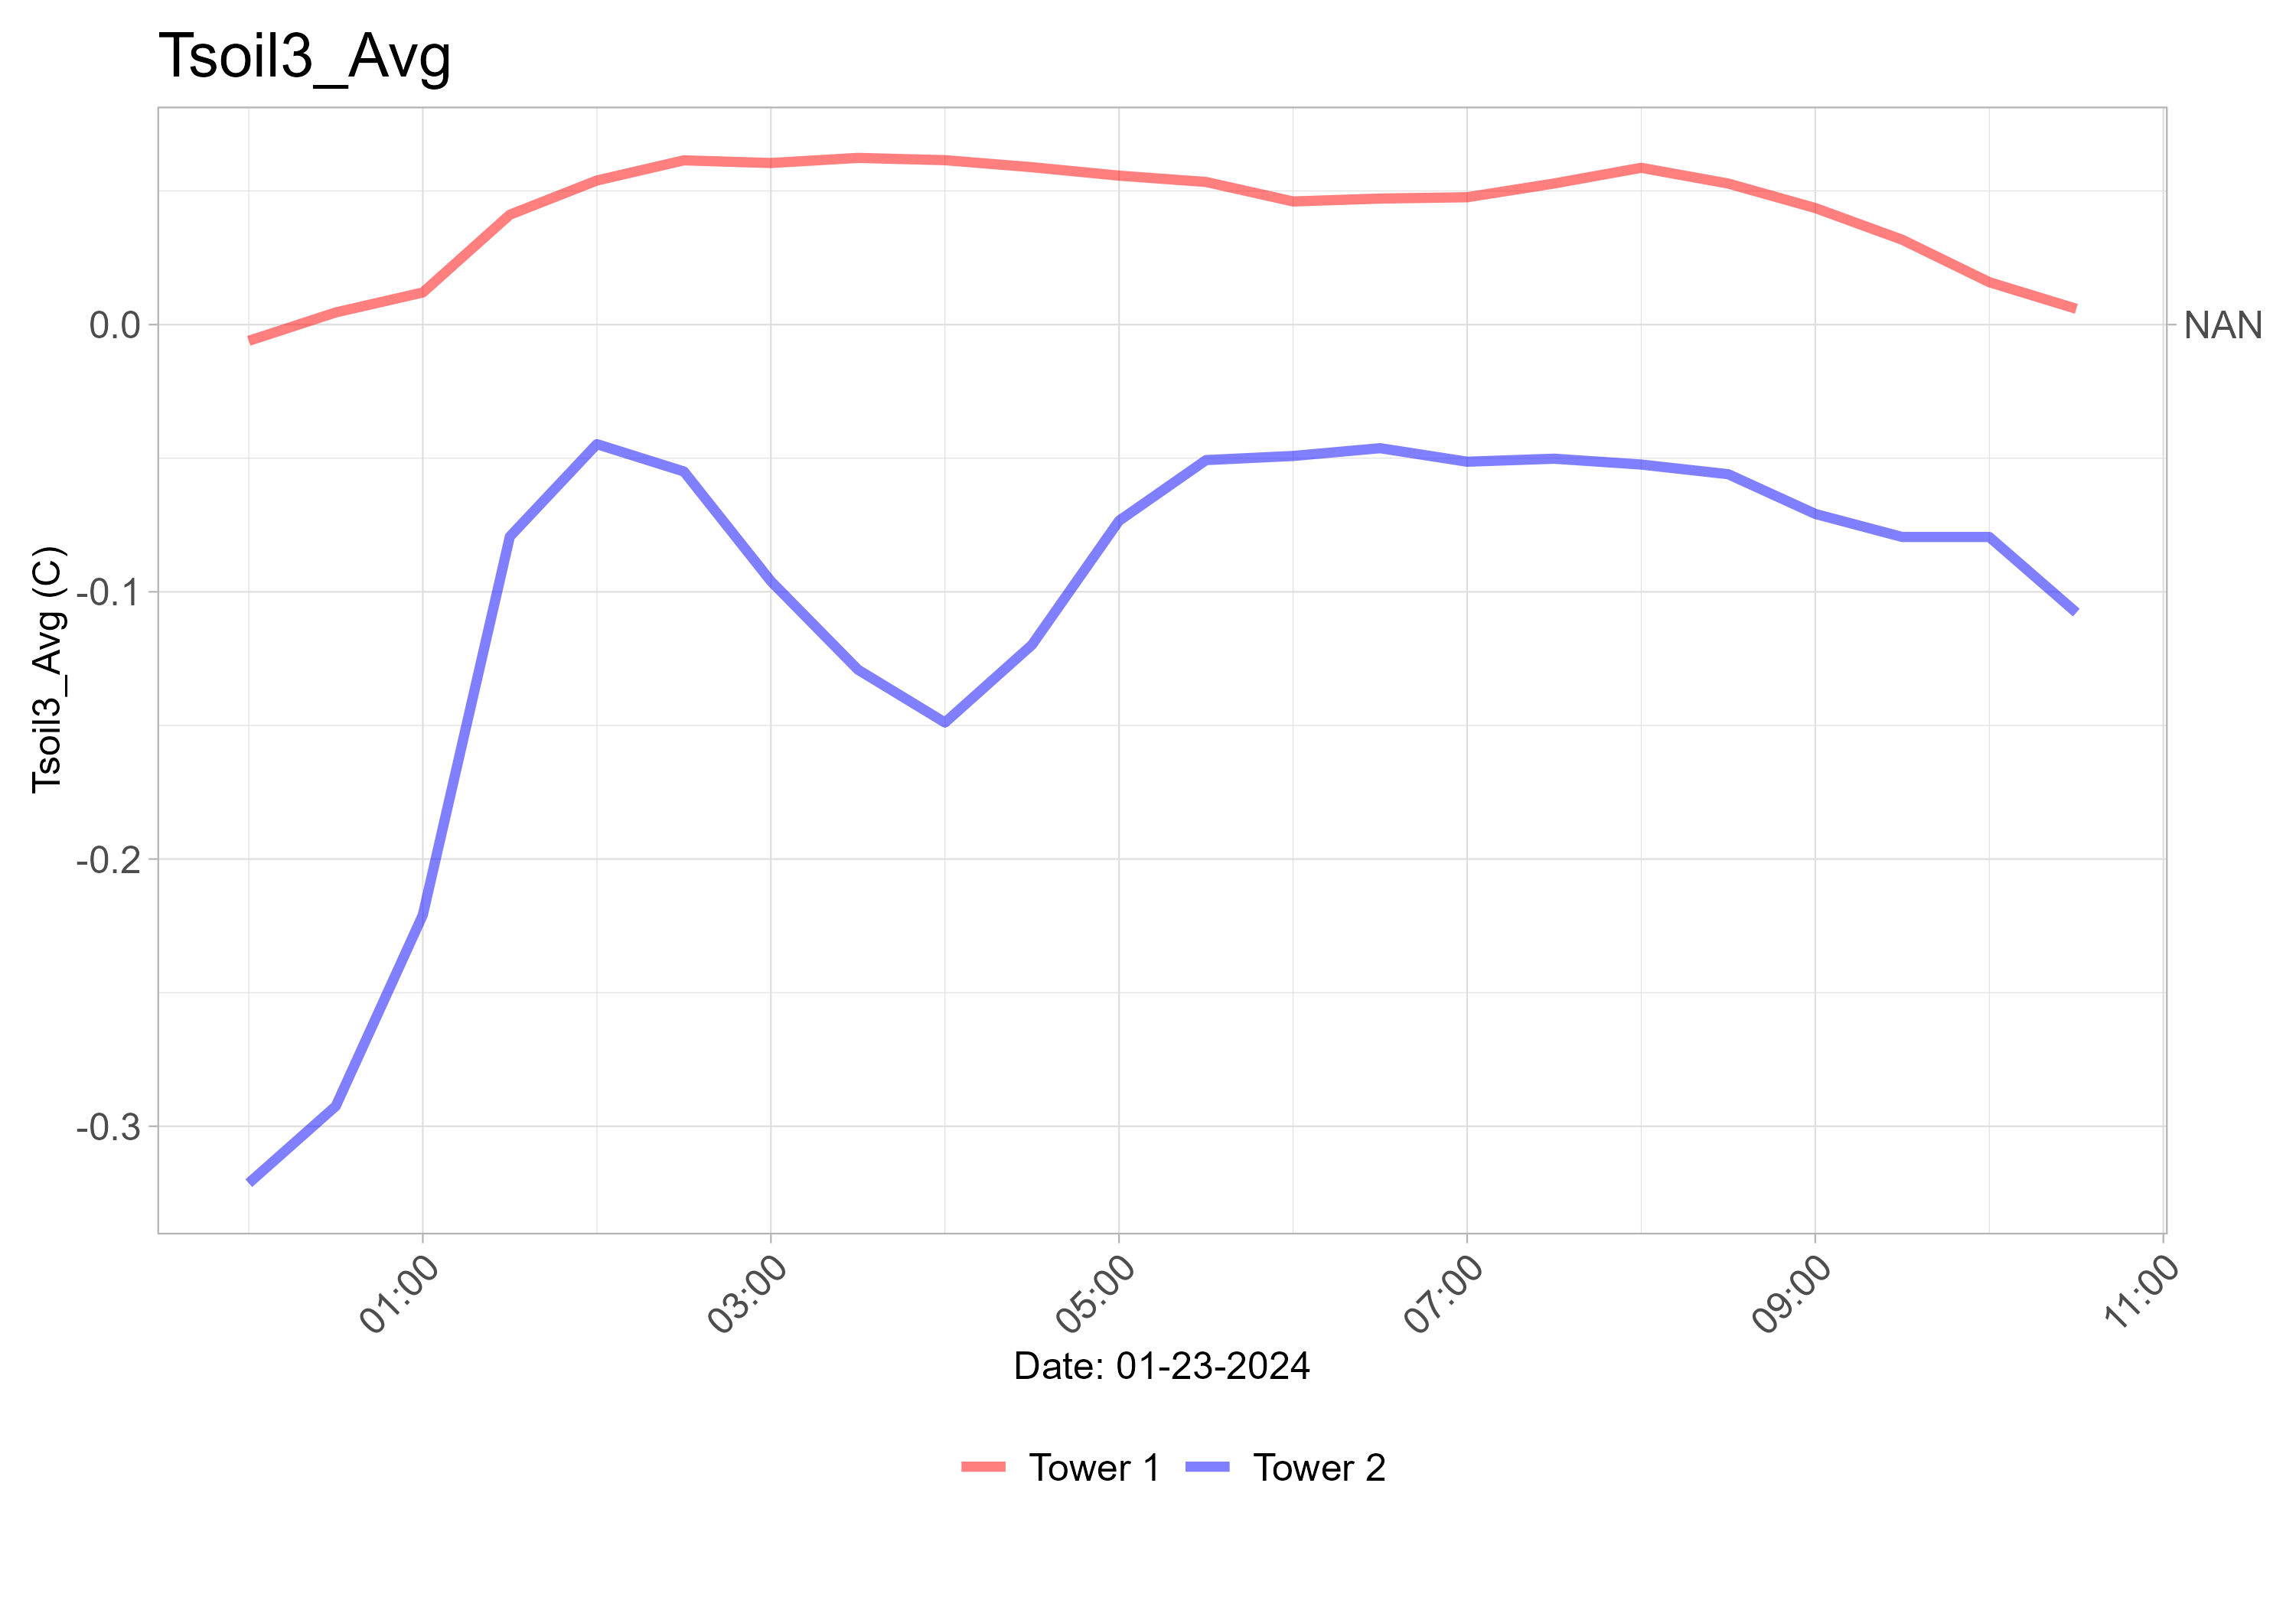 Tsoil3_Avg
Tsoil3_Avg (C)
0.0
-0.1
-0.2
-0.3
NAN
01:00
03:00
05:00
07:00
09:00
11:00
Date: 01-23-2024
Tower 1
Tower 2